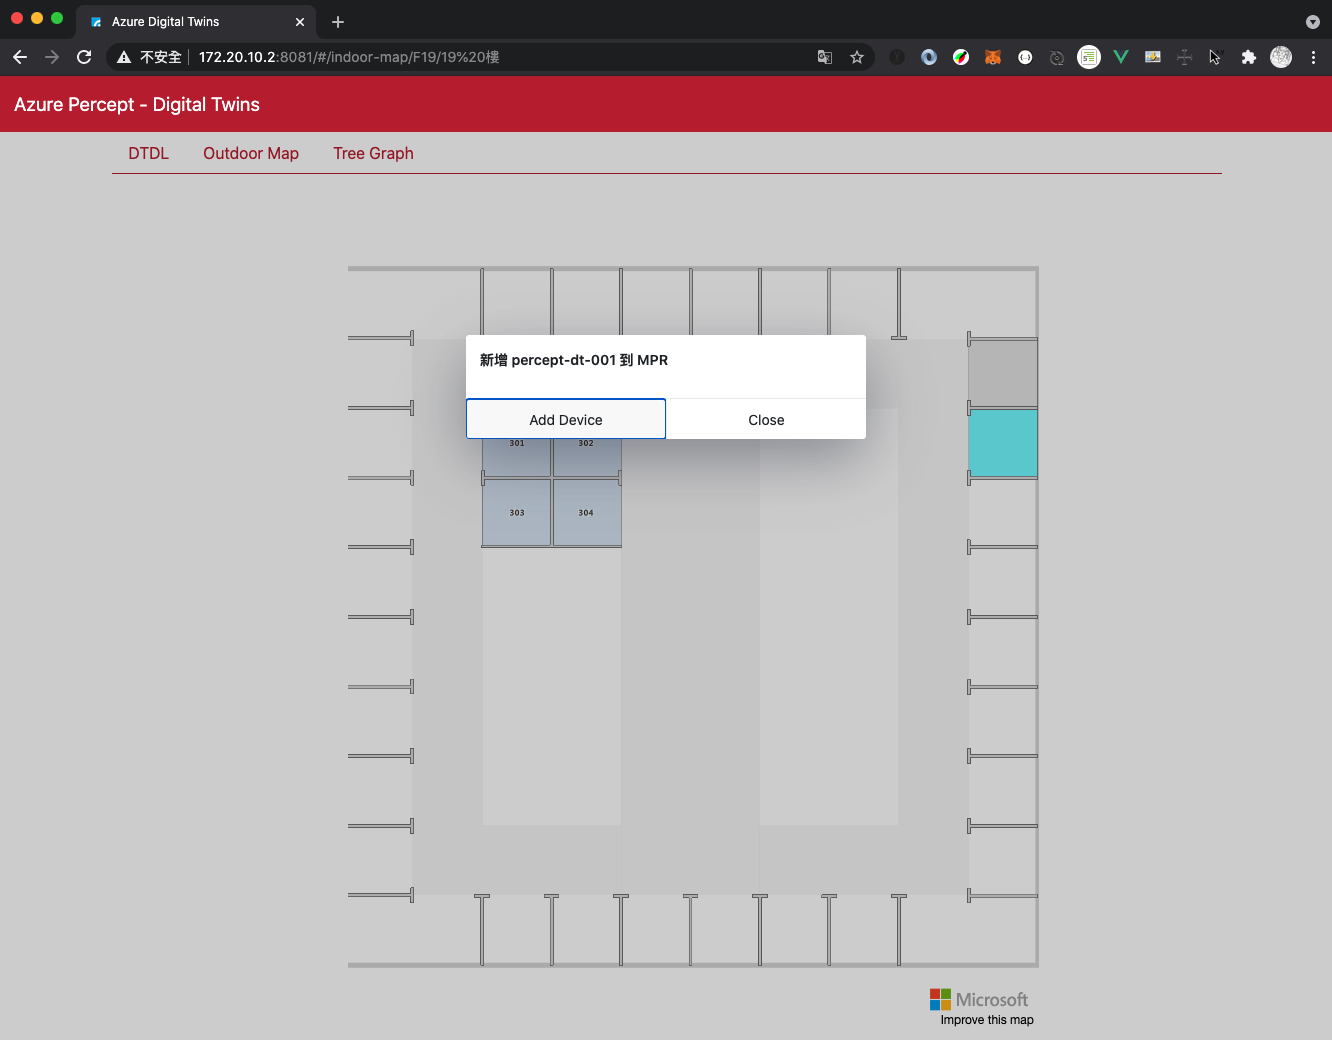 Azure Digital Twins
不安全
172.20.10.2:8081/#/indoor-map/F19/19%20樓
Azure Percept - Digital Twins
DTDL
Outdoor Map
Tree Graph
新增 percept-dt-001 到 MPR
Add Device
Close
301
302
303
304
Microsoft
Improve this map